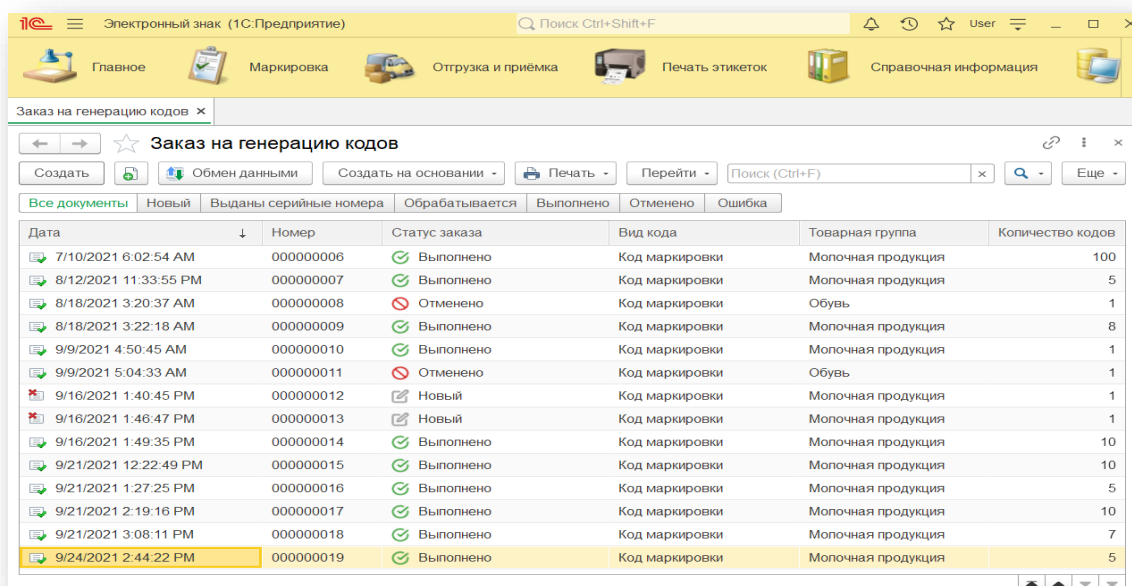 1С Электронный знак (1С:Предприятие) Поиск Ctrl+Shift+F User
Главное Маркировка Отгрузка и приёмка Печать этикеток Справочная информация
Заказ на генерацию кодов ×
Заказ на генерацию кодов
Создать Обмен данными Создать на основании Печать Перейти Поиск (Ctrl+F) × Еще
Все документы Новый Выданы серийные номера Обрабатывается Выполнено Отменено Ошибка
Дата ↓ Номер Статус заказа Вид кода Товарная группа Количество кодов
7/10/2021 6:02:54 AM 000000006 Выполнено Код маркировки Молочная продукция 100
8/12/2021 11:33:55 PM 000000007 Выполнено Код маркировки Молочная продукция 5
8/18/2021 3:20:37 AM 000000008 Отменено Код маркировки Обувь 1
8/18/2021 3:22:18 AM 000000009 Выполнено Код маркировки Молочная продукция 8
9/9/2021 4:50:45 AM 000000010 Выполнено Код маркировки Молочная продукция 1
9/9/2021 5:04:33 AM 000000011 Отменено Код маркировки Обувь 1
9/16/2021 1:40:45 PM 000000012 Новый Код маркировки Молочная продукция 1
9/16/2021 1:46:47 PM 000000013 Новый Код маркировки Молочная продукция 1
9/16/2021 1:49:35 PM 000000014 Выполнено Код маркировки Молочная продукция 10
9/21/2021 12:22:49 PM 000000015 Выполнено Код маркировки Молочная продукция 10
9/21/2021 1:27:25 PM 000000016 Выполнено Код маркировки Молочная продукция 5
9/21/2021 2:19:16 PM 000000017 Выполнено Код маркировки Молочная продукция 10
9/21/2021 3:08:11 PM 000000018 Выполнено Код маркировки Молочная продукция 7
9/24/2021 2:44:22 PM 000000019 Выполнено Код маркировки Молочная продукция 5